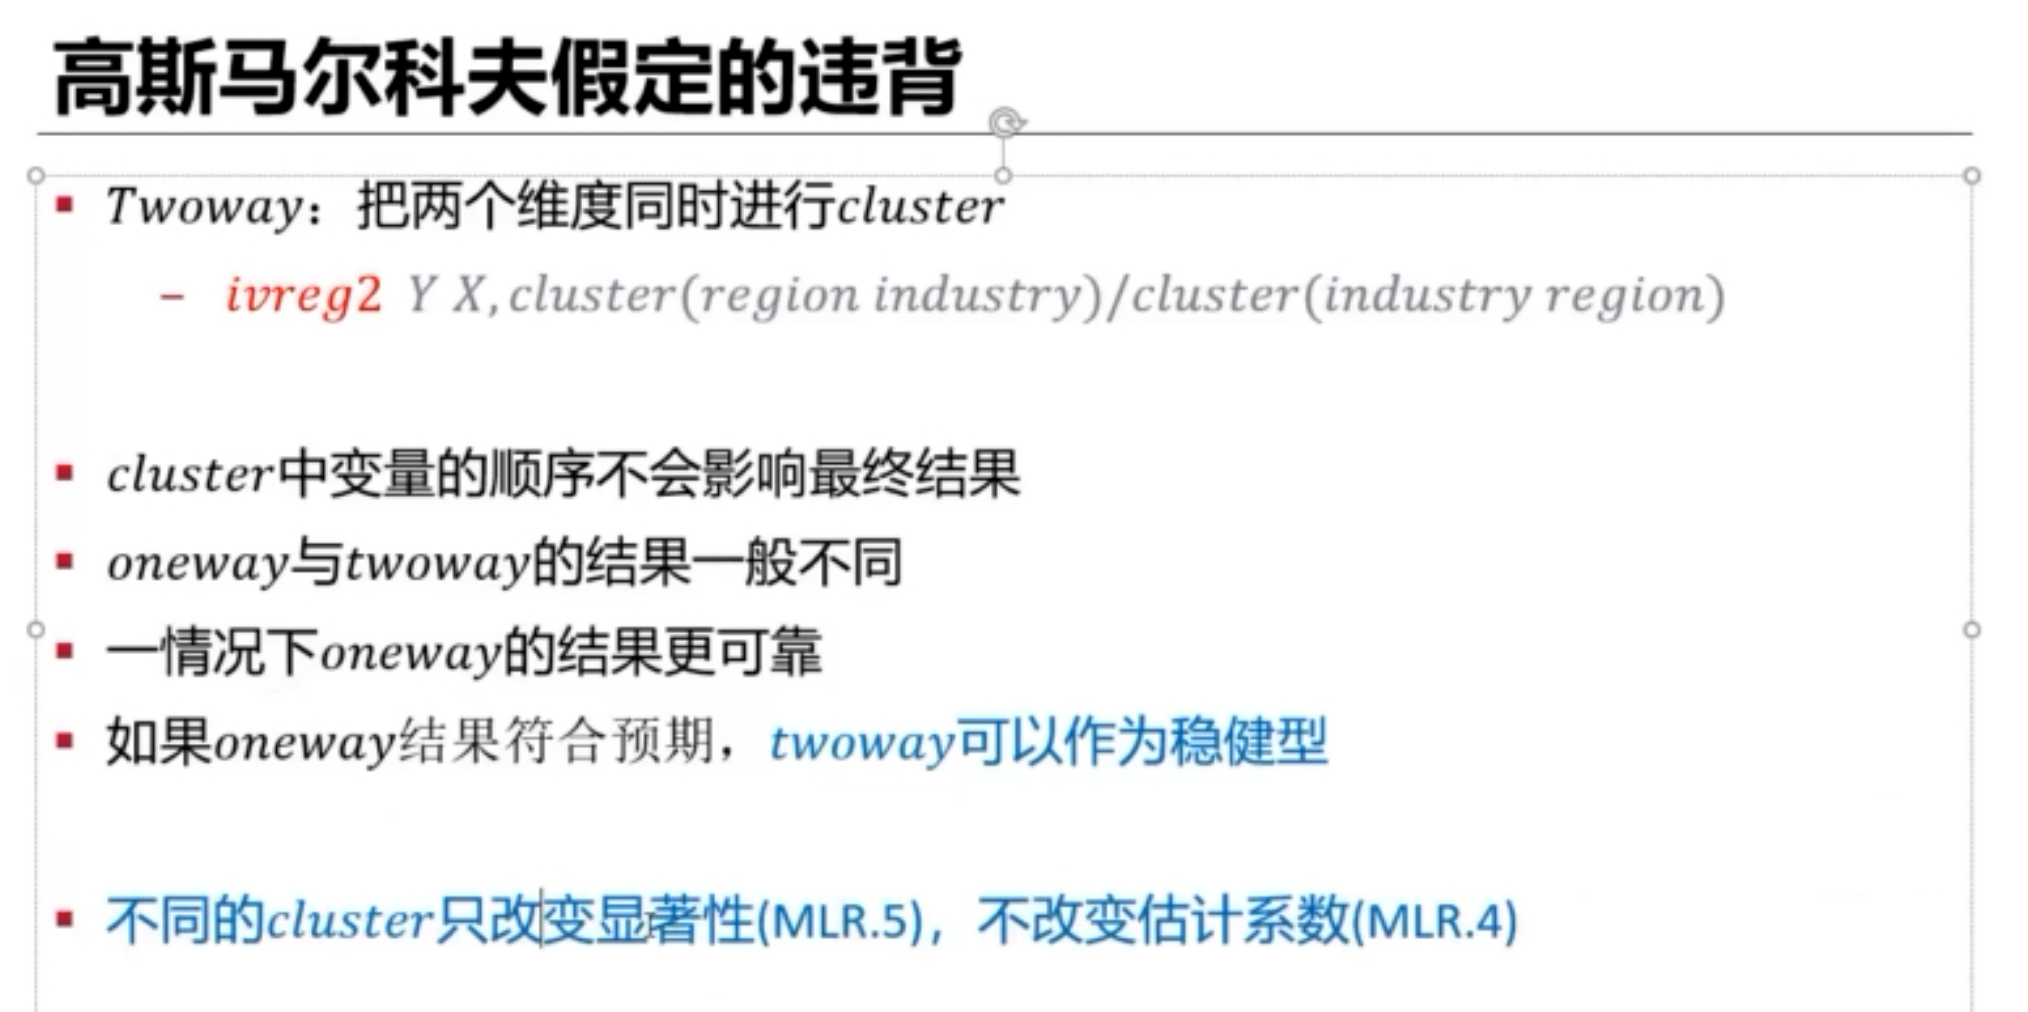 高斯马尔科夫假定的违背
Twoway：把两个维度同时进行cluster
– ivreg2 Y X,cluster(region industry)/cluster(industry region)
cluster中变量的顺序不会影响最终结果
oneway与twoway的结果一般不同
一情况下oneway的结果更可靠
如果oneway结果符合预期，twoway可以作为稳健型
不同的cluster只改变显著性(MLR.5)，不改变估计系数(MLR.4)